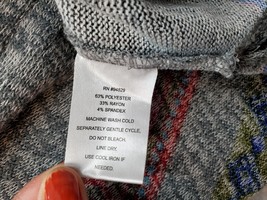 RN #94829
63% POLYESTER
33% RAYON
4% SPANDEX
MACHINE WASH COLD
SEPARATELY GENTLE CYCLE,
DO NOT BLEACH.
LINE DRY.
USE COOL IRON IF
NEEDED